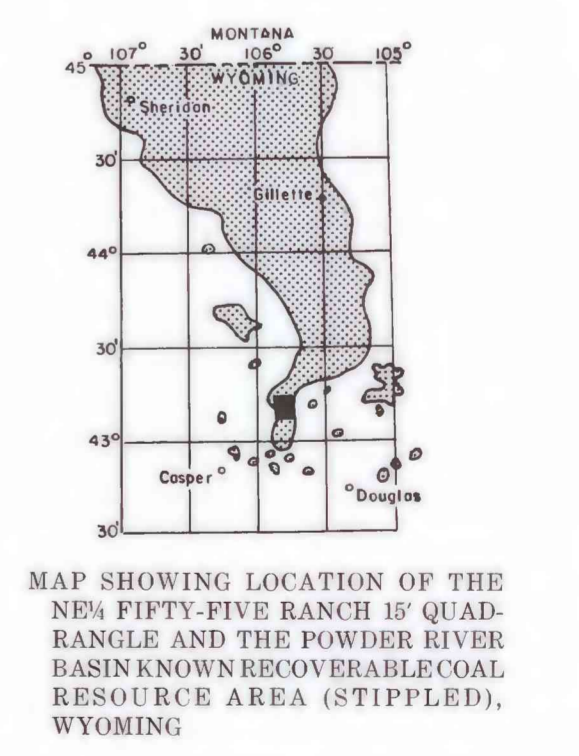 MONTANA
107° 30' 106° 30' 105°
45°
WYOMING
Sheridan
30'
Gillette
44°
30'
43°
Casper
Douglas
30'
MAP SHOWING LOCATION OF THE
NE¼ FIFTY-FIVE RANCH 15′ QUAD-
RANGLE AND THE POWDER RIVER
BASIN KNOWN RECOVERABLE COAL
RESOURCE AREA (STIPPLED),
WYOMING